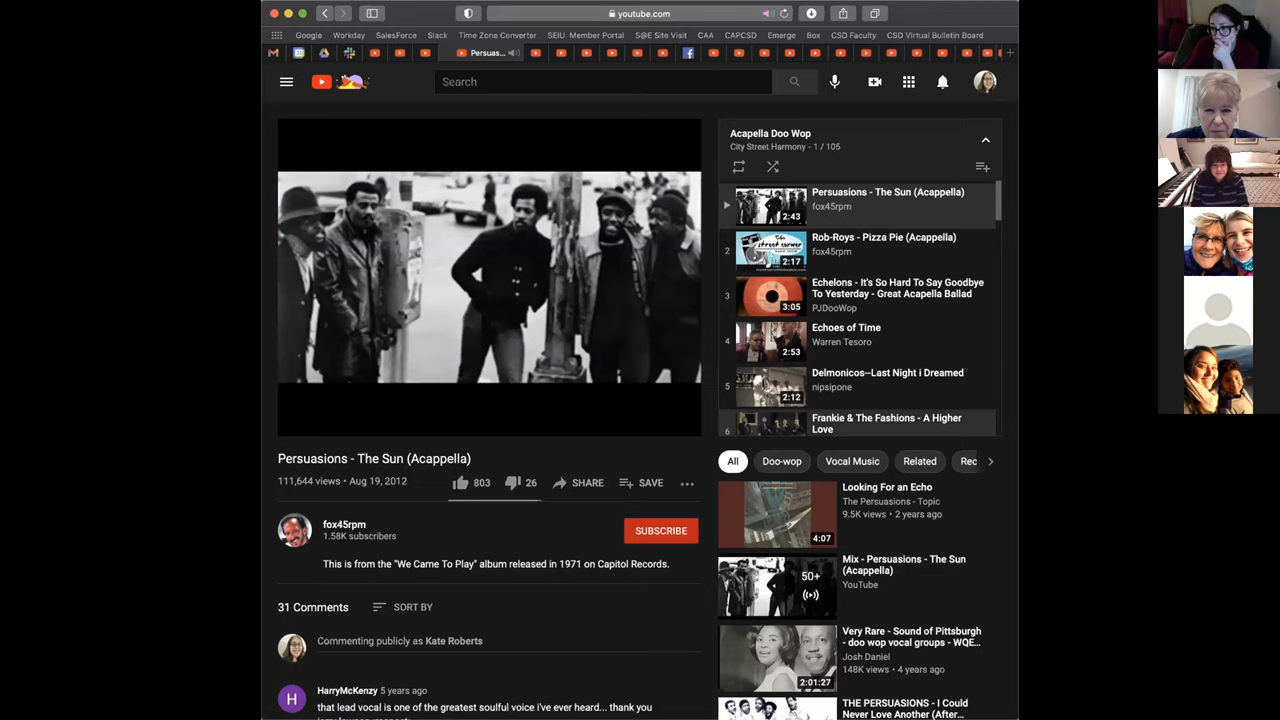 youtube.com
Google Workday SalesForce Slack Time Zone Converter SEIU Member Portal S@E Site Visit CAA CAPCSD Emerge Box CSD Faculty CSD Virtual Bulletin Board
Persuas...
Search
Acapella Doo Wop
City Street Harmony - 1 / 105
Persuasions - The Sun (Acappella)
fox45rpm
2:43
2
Rob-Roys - Pizza Pie (Acappella)
fox45rpm
street corner
2:17
3
Echelons - It's So Hard To Say Goodbye
To Yesterday - Great Acapella Ballad
PJDooWop
3:05
4
Echoes of Time
Warren Tesoro
2:53
5
Delmonicos--Last Night i Dreamed
nipsipone
2:12
6
Frankie & The Fashions - A Higher
Love
Persuasions - The Sun (Acappella)
111,644 views • Aug 19, 2012
803 26 SHARE SAVE
fox45rpm
1.58K subscribers
SUBSCRIBE
This is from the "We Came To Play" album released in 1971 on Capitol Records.
31 Comments SORT BY
Commenting publicly as Kate Roberts
H
HarryMcKenzy 5 years ago
that lead vocal is one of the greatest soulful voice i've ever heard... thank you
All Doo-wop Vocal Music Related Rec
Looking For an Echo
The Persuasions - Topic
9.5K views • 2 years ago
4:07
Mix - Persuasions - The Sun
(Acappella)
YouTube
50+
Very Rare - Sound of Pittsburgh
- doo wop vocal groups - WQE...
Josh Daniel
148K views • 4 years ago
2:01:27
THE PERSUASIONS - I Could
Never Love Another (After...